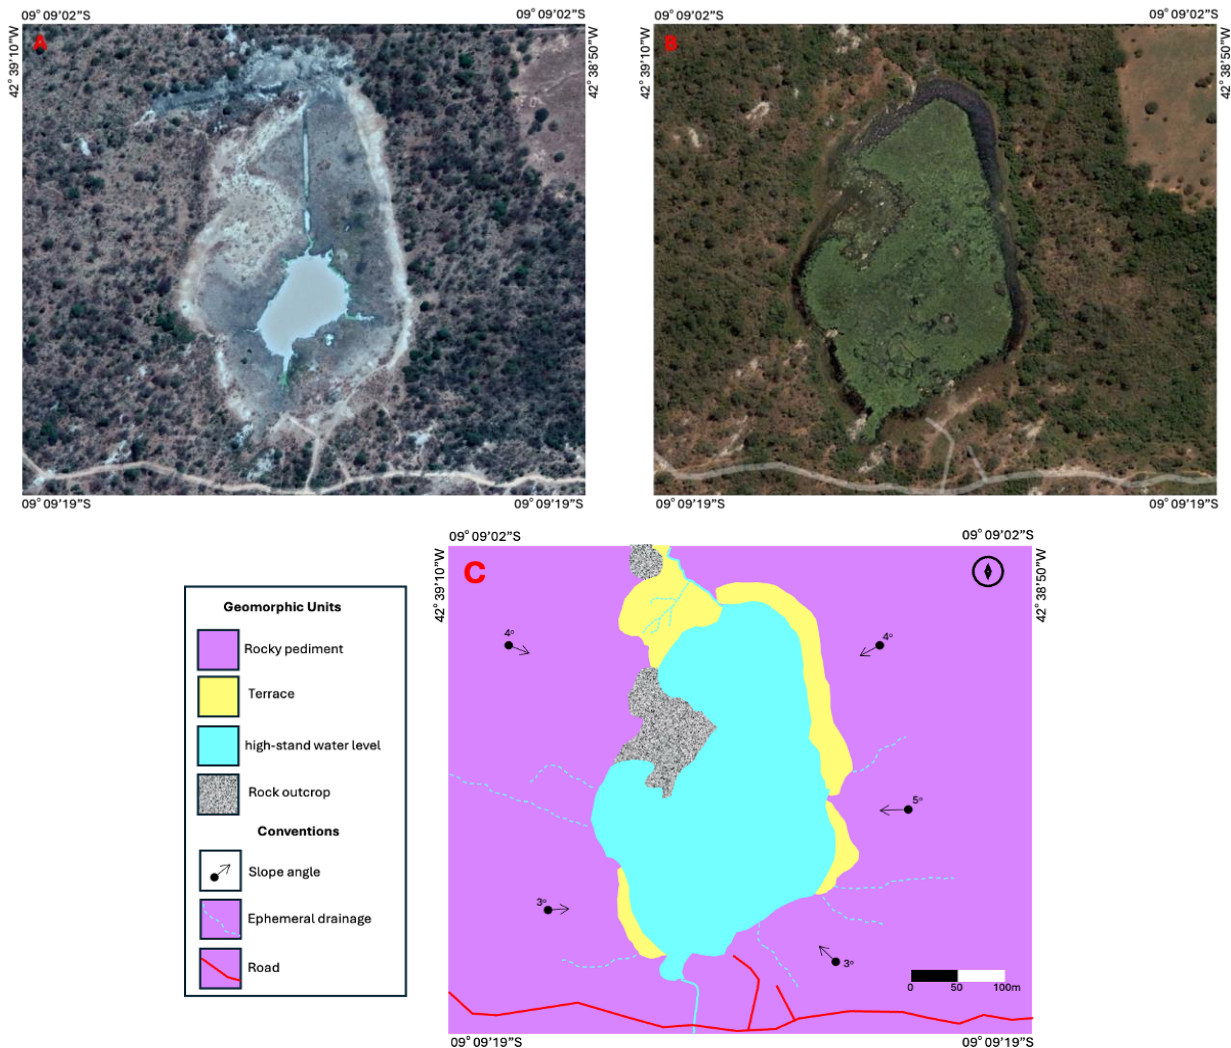 09° 09'02"S
09° 09'02"S
09° 09'02"S
09° 09'02"S
A
B
42° 39'10"W
42° 38'50"W
42° 39'10"W
42° 38'50"W
09° 09'19"S
09° 09'19"S
09° 09'19"S
09° 09'19"S
09° 09'02"S
09° 09'02"S
42° 39'10"W
42° 38'50"W
C
Geomorphic Units
Rocky pediment
Terrace
high-stand water level
Rock outcrop
Conventions
Slope angle
Ephemeral drainage
Road
4°
4°
5°
3°
3°
0 50 100m
09° 09'19"S
09° 09'19"S